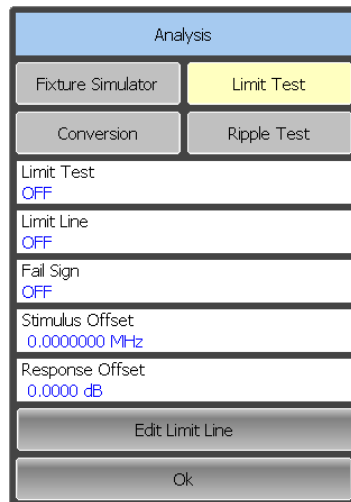 Analysis
Fixture Simulator
Limit Test
Conversion
Ripple Test
Limit Test
OFF
Limit Line
OFF
Fail Sign
OFF
Stimulus Offset
0.0000000 MHz
Response Offset
0.0000 dB
Edit Limit Line
Ok